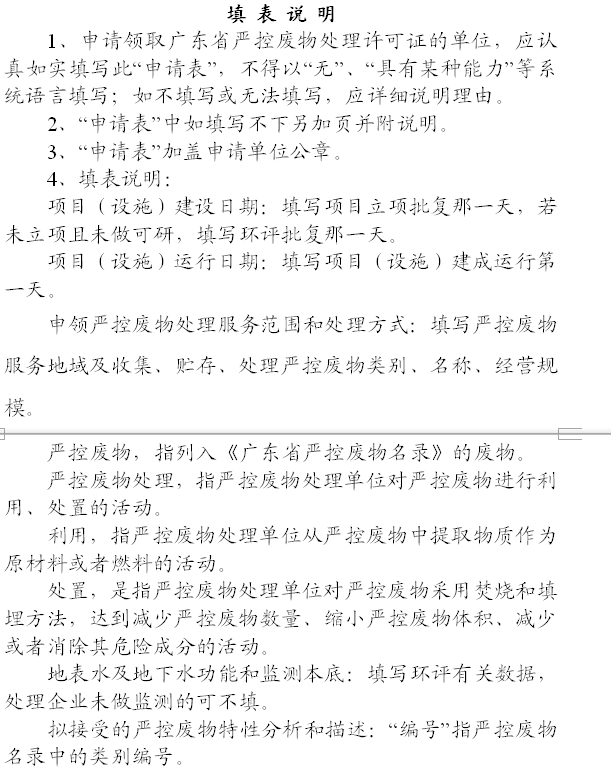 填 表 说 明
1、申请领取广东省严控废物处理许可证的单位，应认
真如实填写此“申请表”，不得以“无”、“具有某种能力”等系
统语言填写；如不填写或无法填写，应详细说明理由。
2、“申请表”中如填写不下另加页并附说明。
3、“申请表”加盖申请单位公章。
4、填表说明：
项目（设施）建设日期：填写项目立项批复那一天，若
未立项且未做可研，填写环评批复那一天。
项目（设施）运行日期：填写项目（设施）建成运行第
一天。
申领严控废物处理服务范围和处理方式：填写严控废物
服务地域及收集、贮存、处理严控废物类别、名称、经营规
模。
严控废物，指列入《广东省严控废物名录》的废物。
严控废物处理，指严控废物处理单位对严控废物进行利
用、处置的活动。
利用，指严控废物处理单位从严控废物中提取物质作为
原材料或者燃料的活动。
处置，是指严控废物处理单位对严控废物采用焚烧和填
埋方法，达到减少严控废物数量、缩小严控废物体积、减少
或者消除其危险成分的活动。
地表水及地下水功能和监测本底：填写环评有关数据，
处理企业未做监测的可不填。
拟接受的严控废物特性分析和描述：“编号”指严控废物
名录中的类别编号。